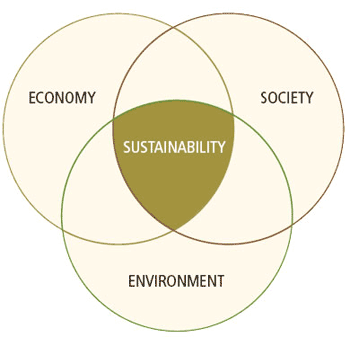 ECONOMY
SOCIETY
SUSTAINABILITY
ENVIRONMENT